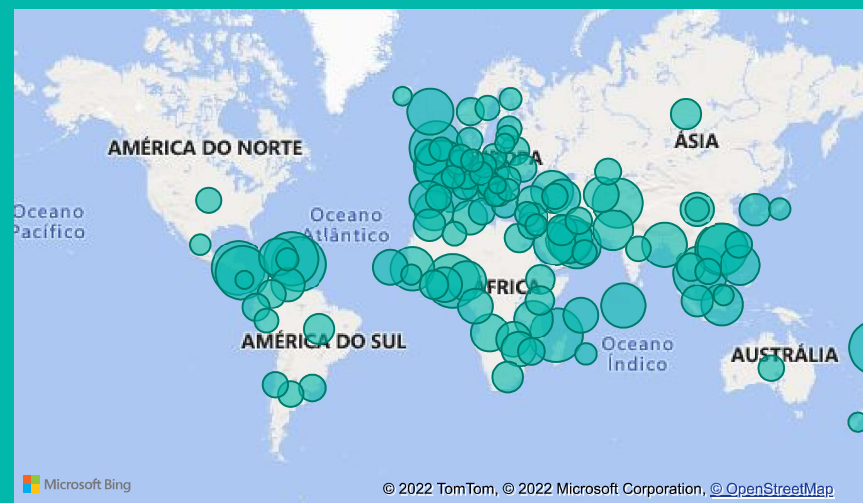 AMÉRICA DO NORTE
ÁSIA
Oceano
Pacífico
Oceano
Atlântico
ÁFRICA
AMÉRICA DO SUL
Oceano
Índico
AUSTRÁLIA
Microsoft Bing
© 2022 TomTom, © 2022 Microsoft Corporation, © OpenStreetMap